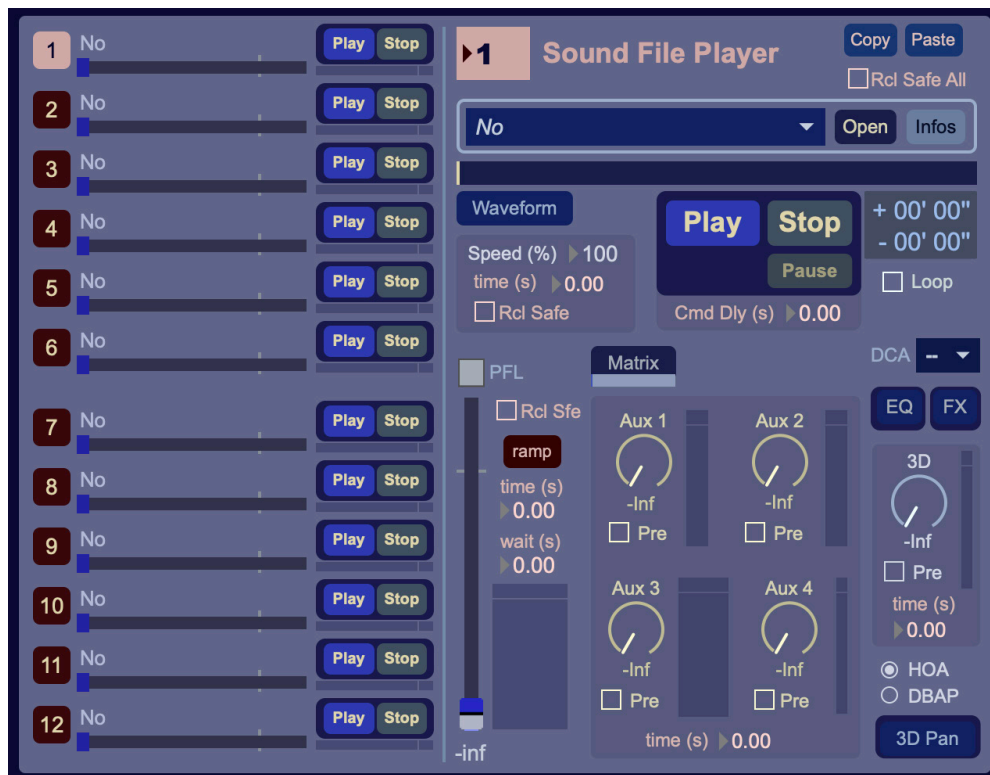 1 No Play Stop
2 No Play Stop
3 No Play Stop
4 No Play Stop
5 No Play Stop
6 No Play Stop
7 No Play Stop
8 No Play Stop
9 No Play Stop
10 No Play Stop
11 No Play Stop
12 No Play Stop
1 Sound File Player Copy Paste
Rcl Safe All
No Open Infos
Waveform
Speed (%) 100
time (s) 0.00
Rcl Safe
Play Stop
Pause
Cmd Dly (s) 0.00
+ 00' 00"
- 00' 00"
Loop
PFL
Rcl Sfe
ramp
time (s)
0.00
wait (s)
0.00
-inf
Matrix
Aux 1 Aux 2
-Inf -Inf
Pre Pre
Aux 3 Aux 4
-Inf -Inf
Pre Pre
time (s) 0.00
DCA --
EQ FX
3D
-Inf
Pre
time (s)
0.00
HOA
DBAP
3D Pan